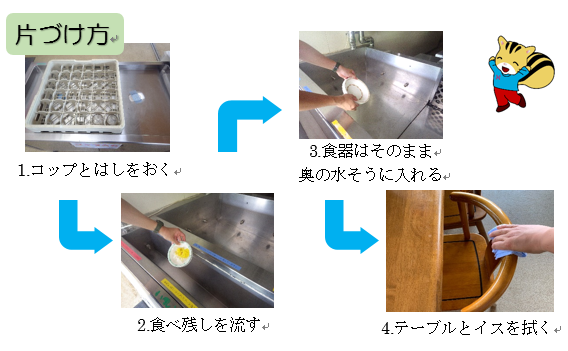 片づけ方
1.コップとはしをおく
2.食べ残しを流す
3.食器はそのまま
奥の水そうに入れる
4.テーブルとイスを拭く